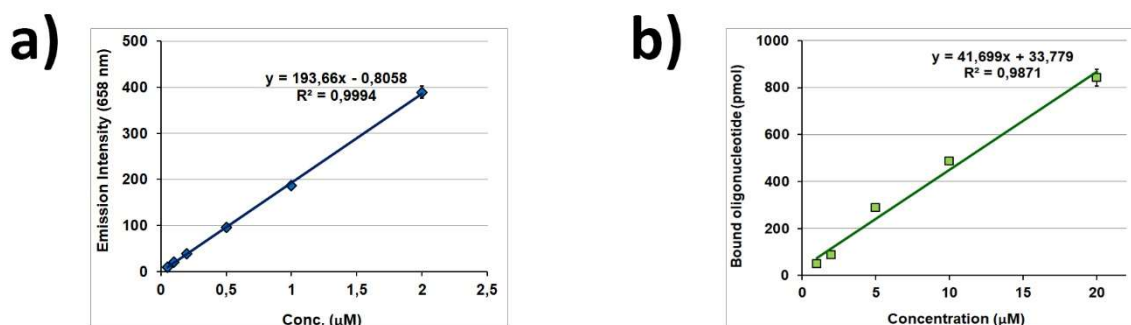 a)
500
400
300
200
100
0
Emission Intensity (658 nm)
y = 193,66x - 0,8058
R² = 0,9994
0
0,5
1
1,5
2
2,5
Conc. (µM)
b)
1000
800
600
400
200
0
Bound oligonucleotide (pmol)
y = 41,699x + 33,779
R² = 0,9871
0
5
10
15
20
Concentration (µM)